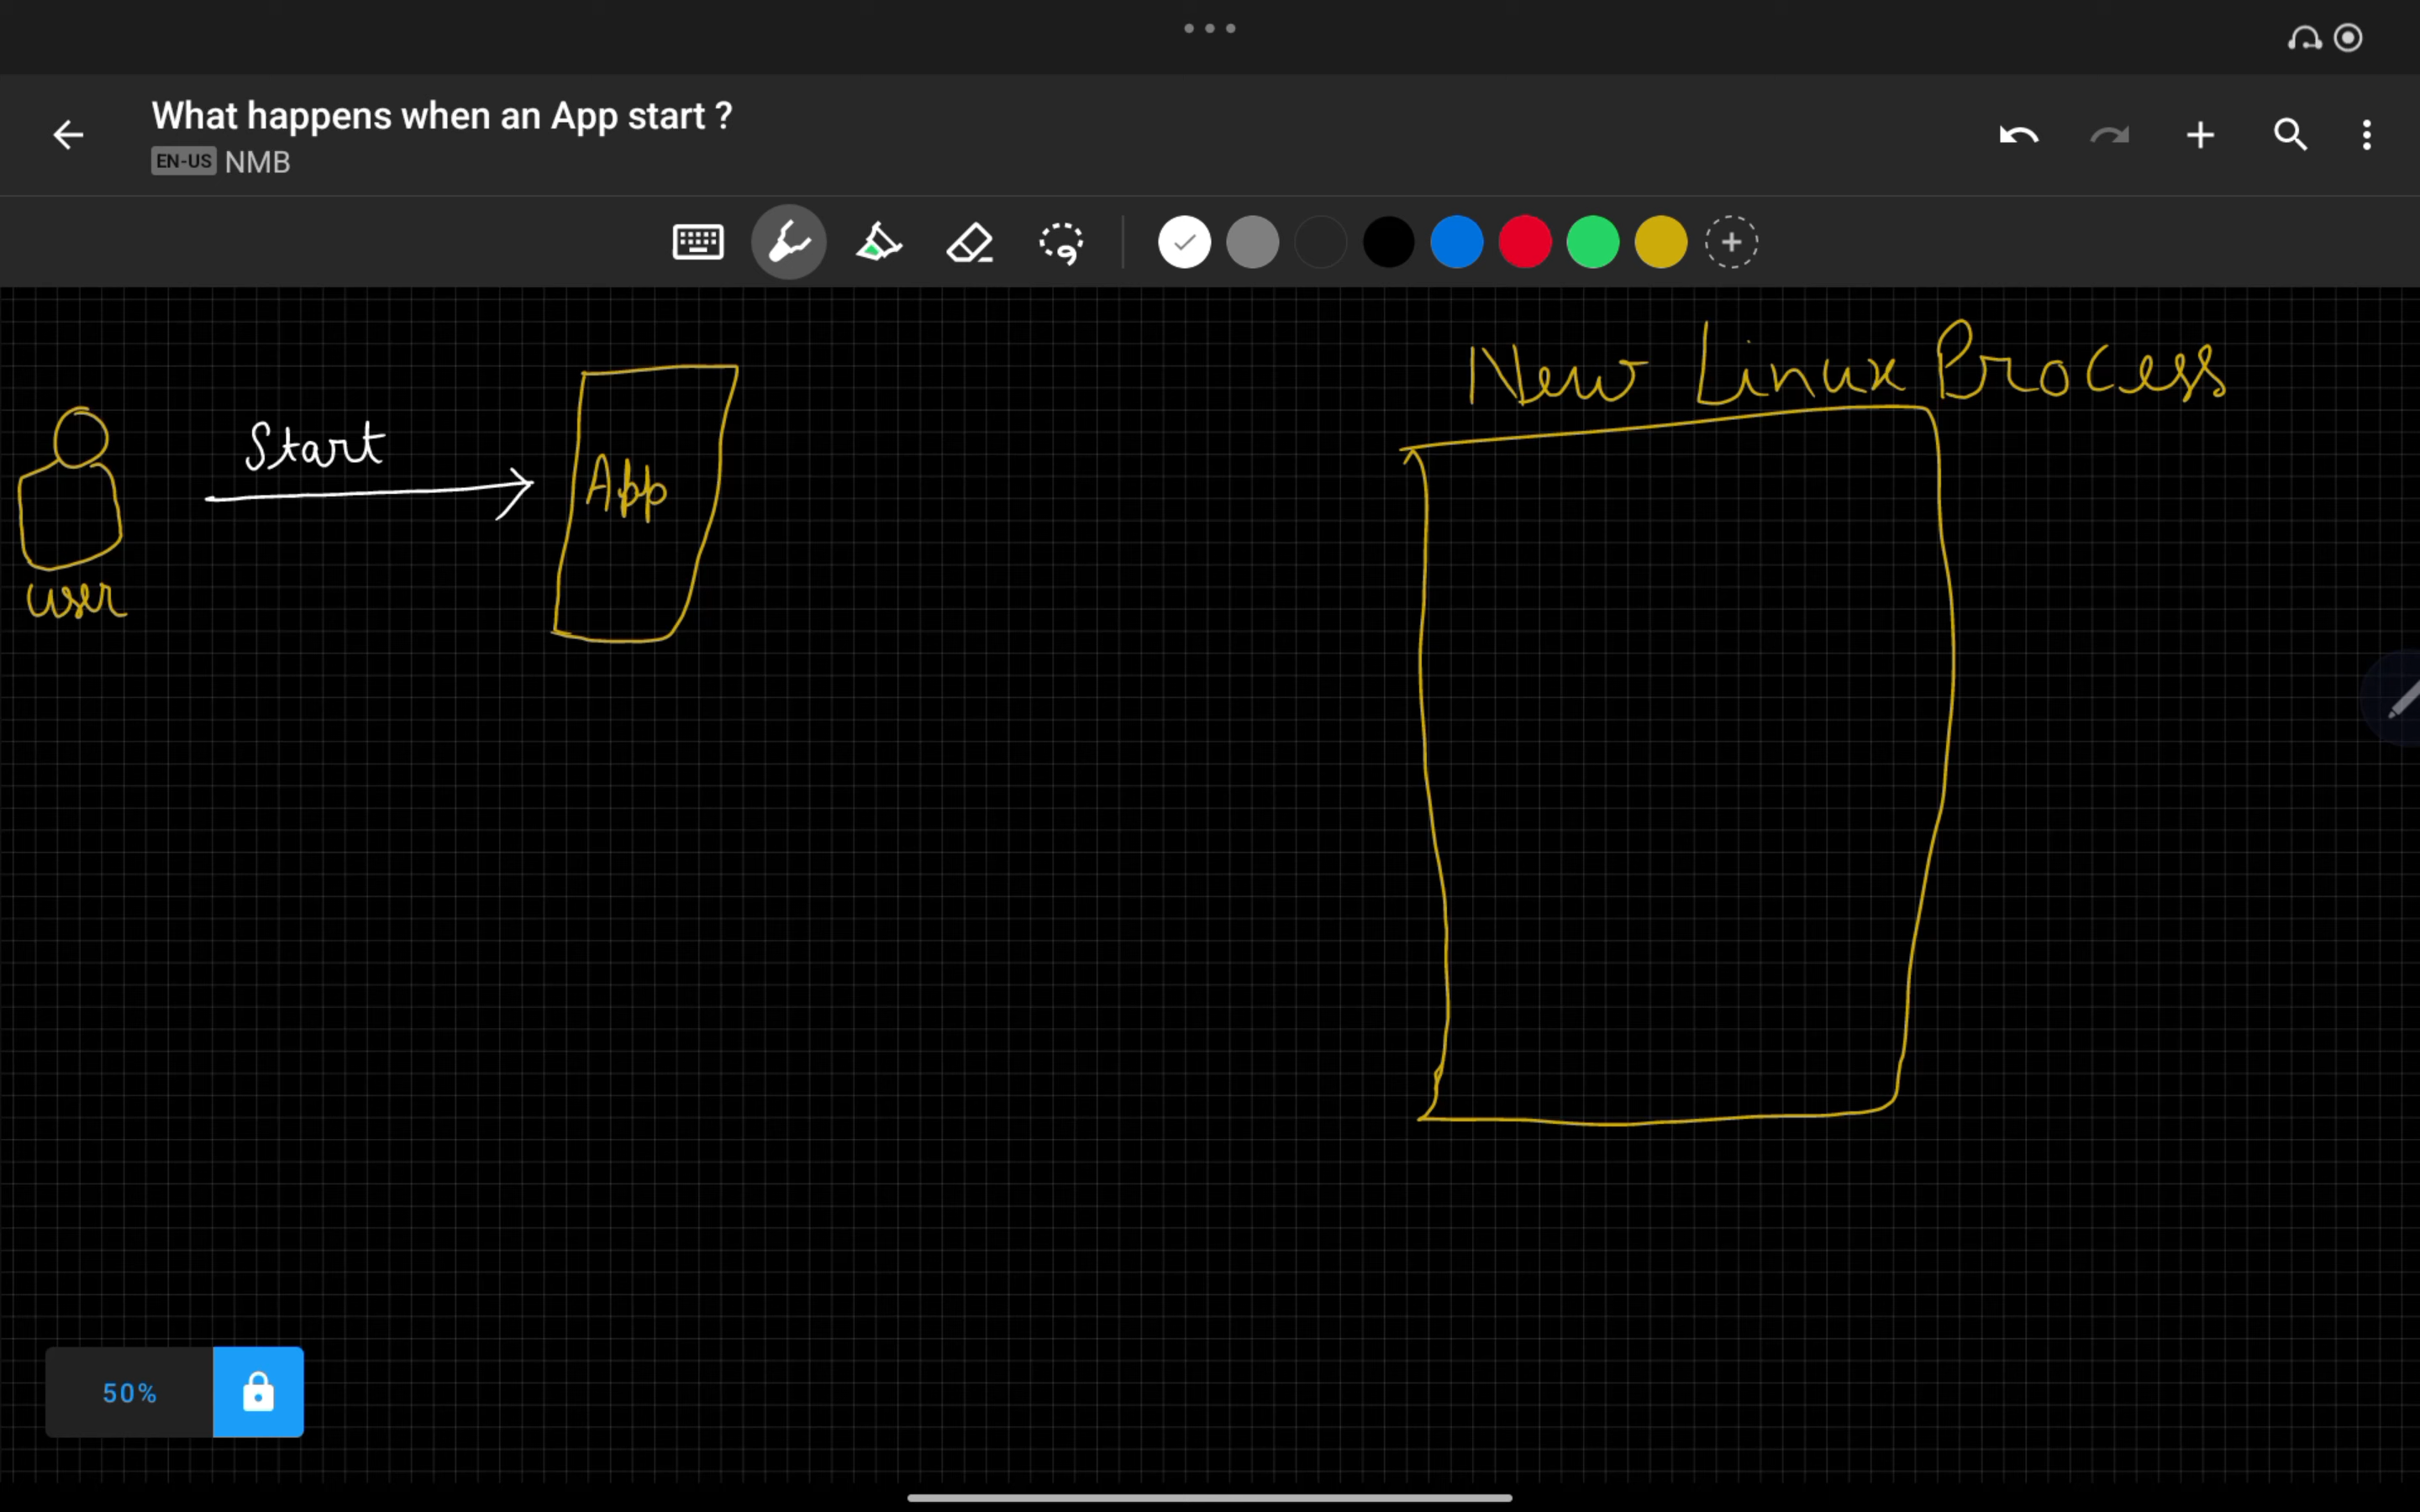 What happens when an App start ?
EN-US NMB
New Linux Process
Start
App
user
50%